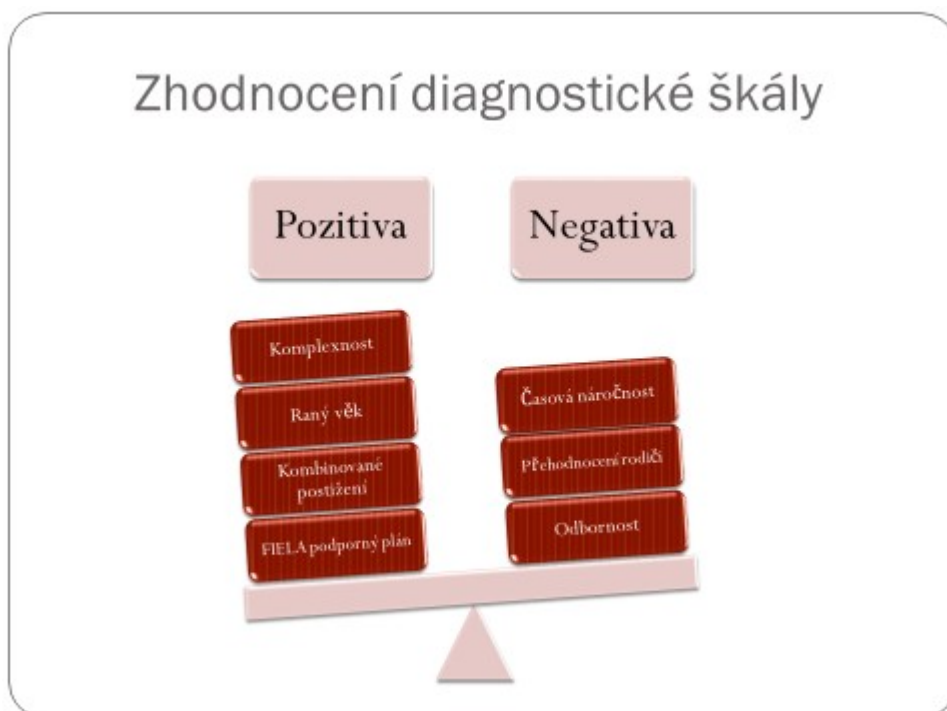 Zhodnocení diagnostické škály
Pozitiva
Negativa
Komplexnost
Raný věk
Kombinované
postižení
FIELA podporný plán
Časová náročnost
Přehodnocení rodiči
Odbornost